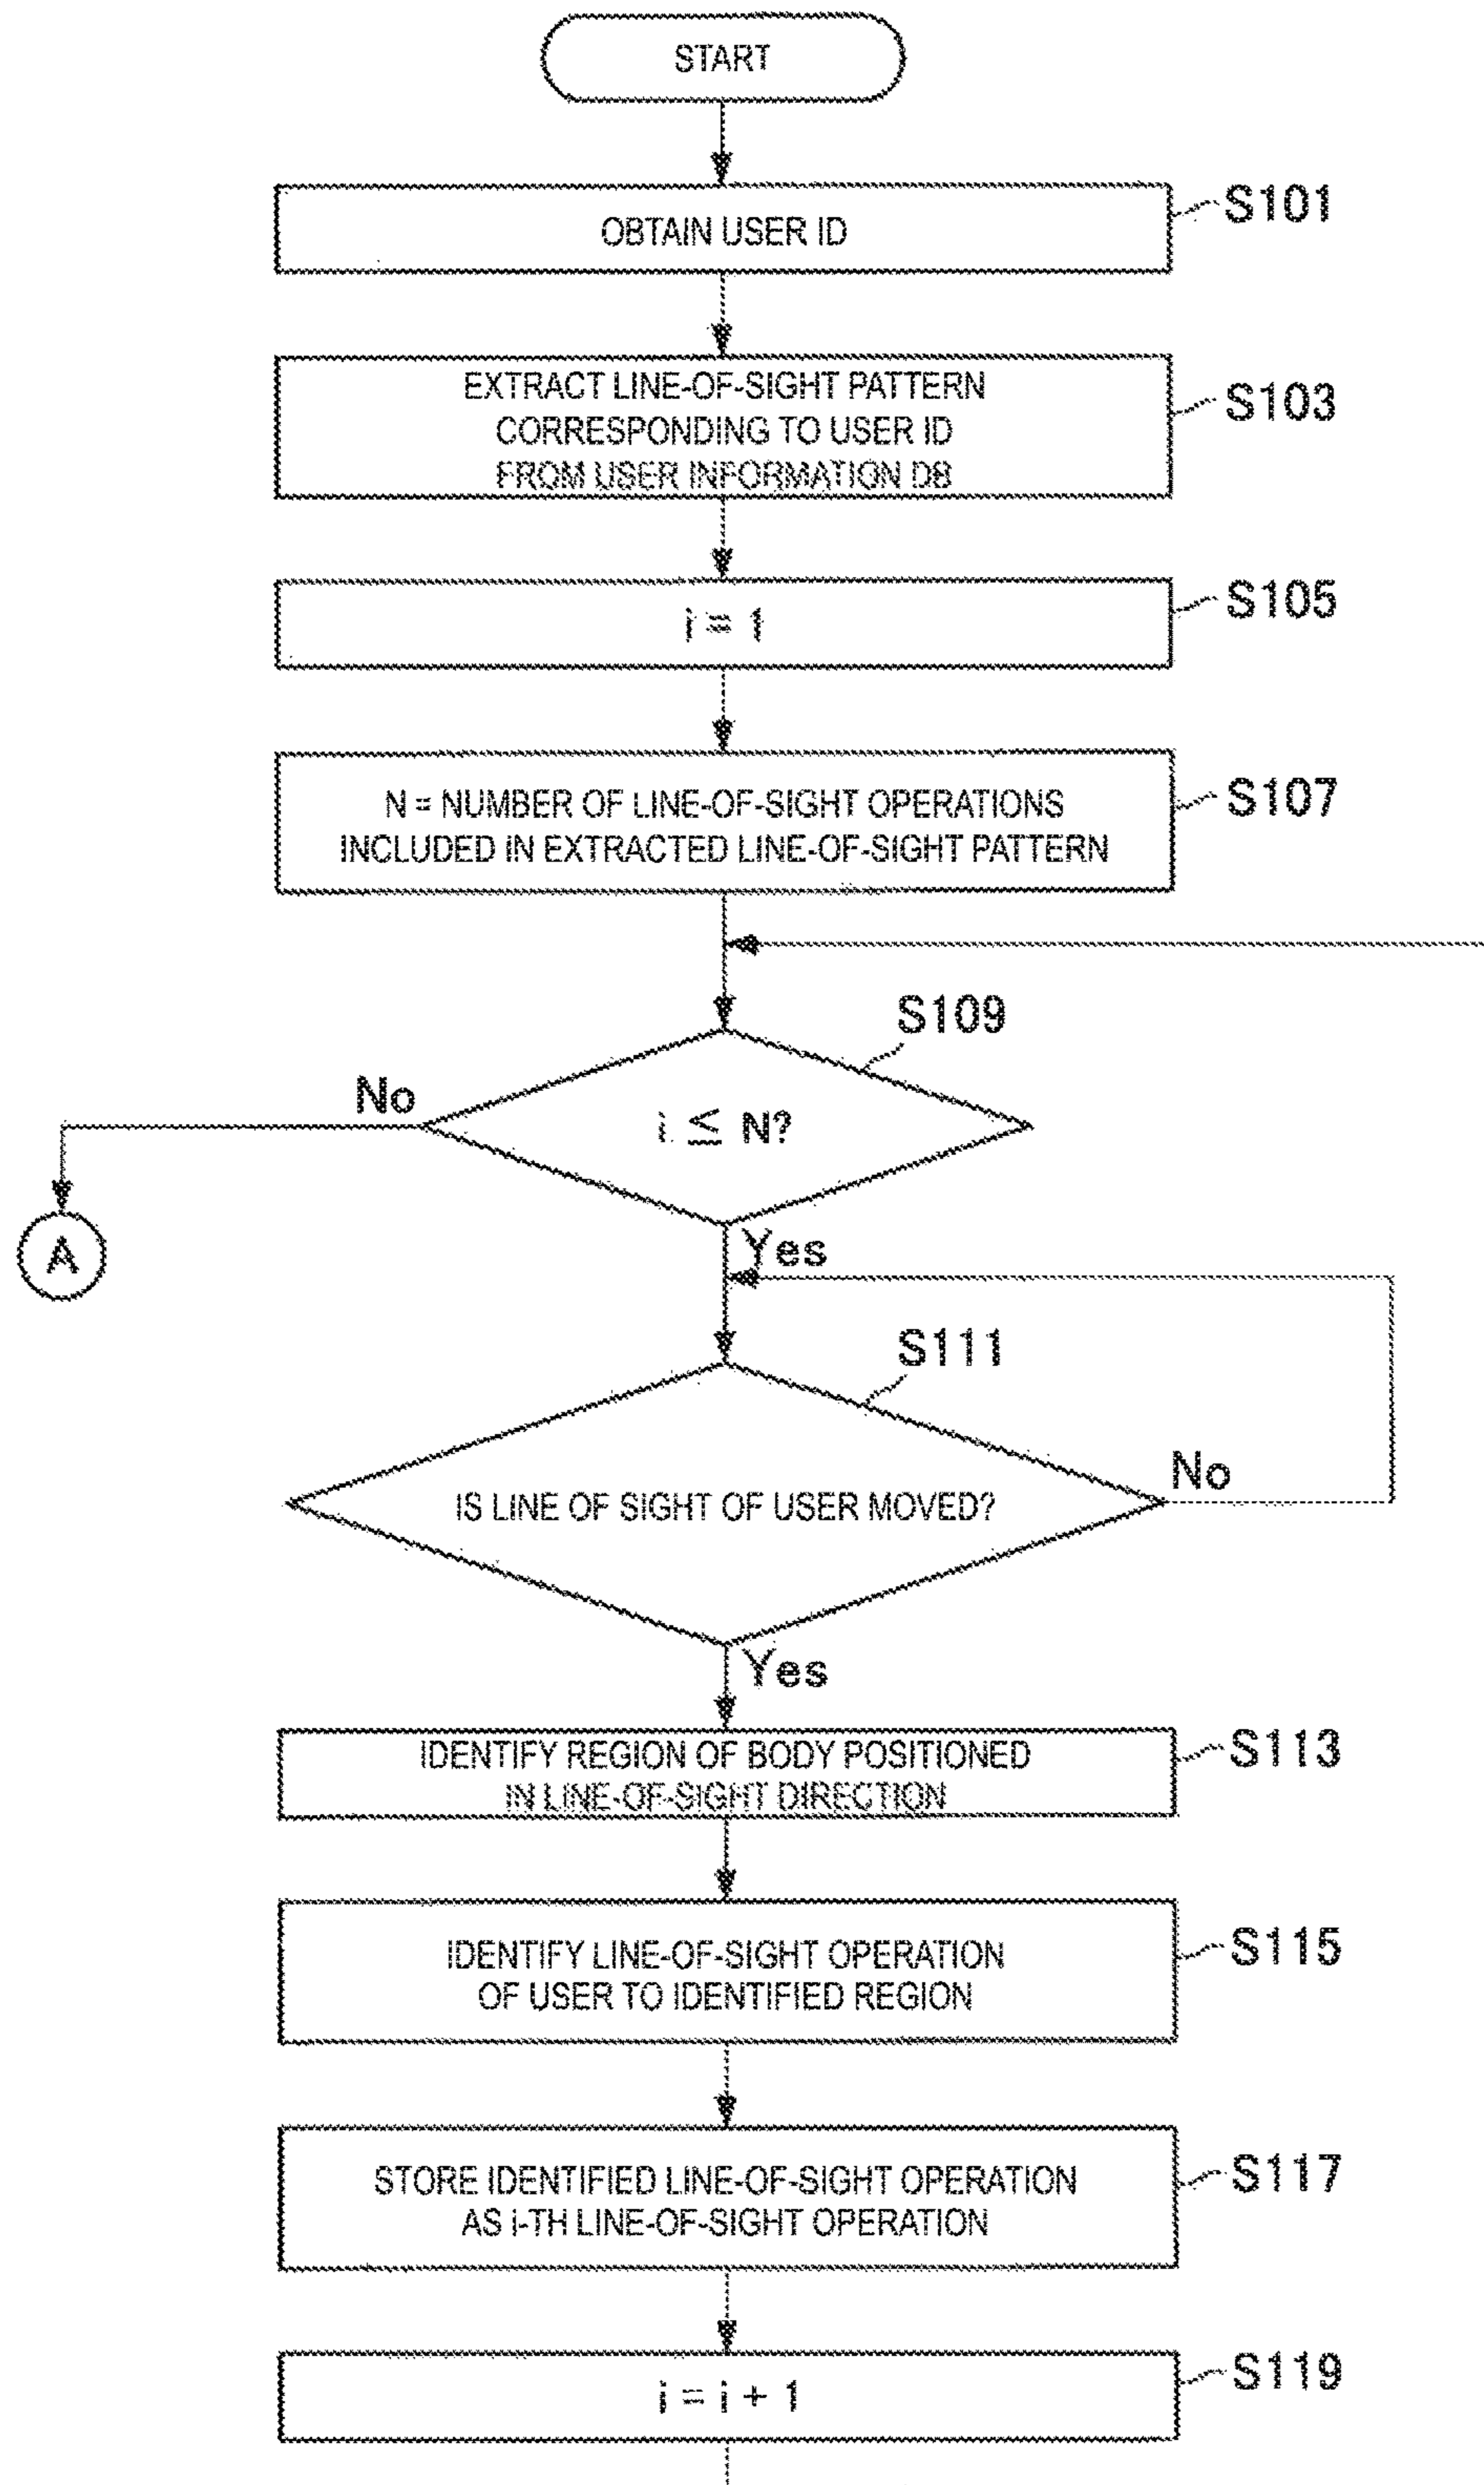 START
OBTAIN USER ID
S101
EXTRACT LINE-OF-SIGHT PATTERN
CORRESPONDING TO USER ID
FROM USER INFORMATION DB
S103
i = 1
S105
N = NUMBER OF LINE-OF-SIGHT OPERATIONS
INCLUDED IN EXTRACTED LINE-OF-SIGHT PATTERN
S107
S109
No
i ≤ N?
A
Yes
S111
IS LINE OF SIGHT OF USER MOVED?
No
Yes
IDENTIFY REGION OF BODY POSITIONED
IN LINE-OF-SIGHT DIRECTION
S113
IDENTIFY LINE-OF-SIGHT OPERATION
OF USER TO IDENTIFIED REGION
S115
STORE IDENTIFIED LINE-OF-SIGHT OPERATION
AS i-TH LINE-OF-SIGHT OPERATION
S117
i = i + 1
S119